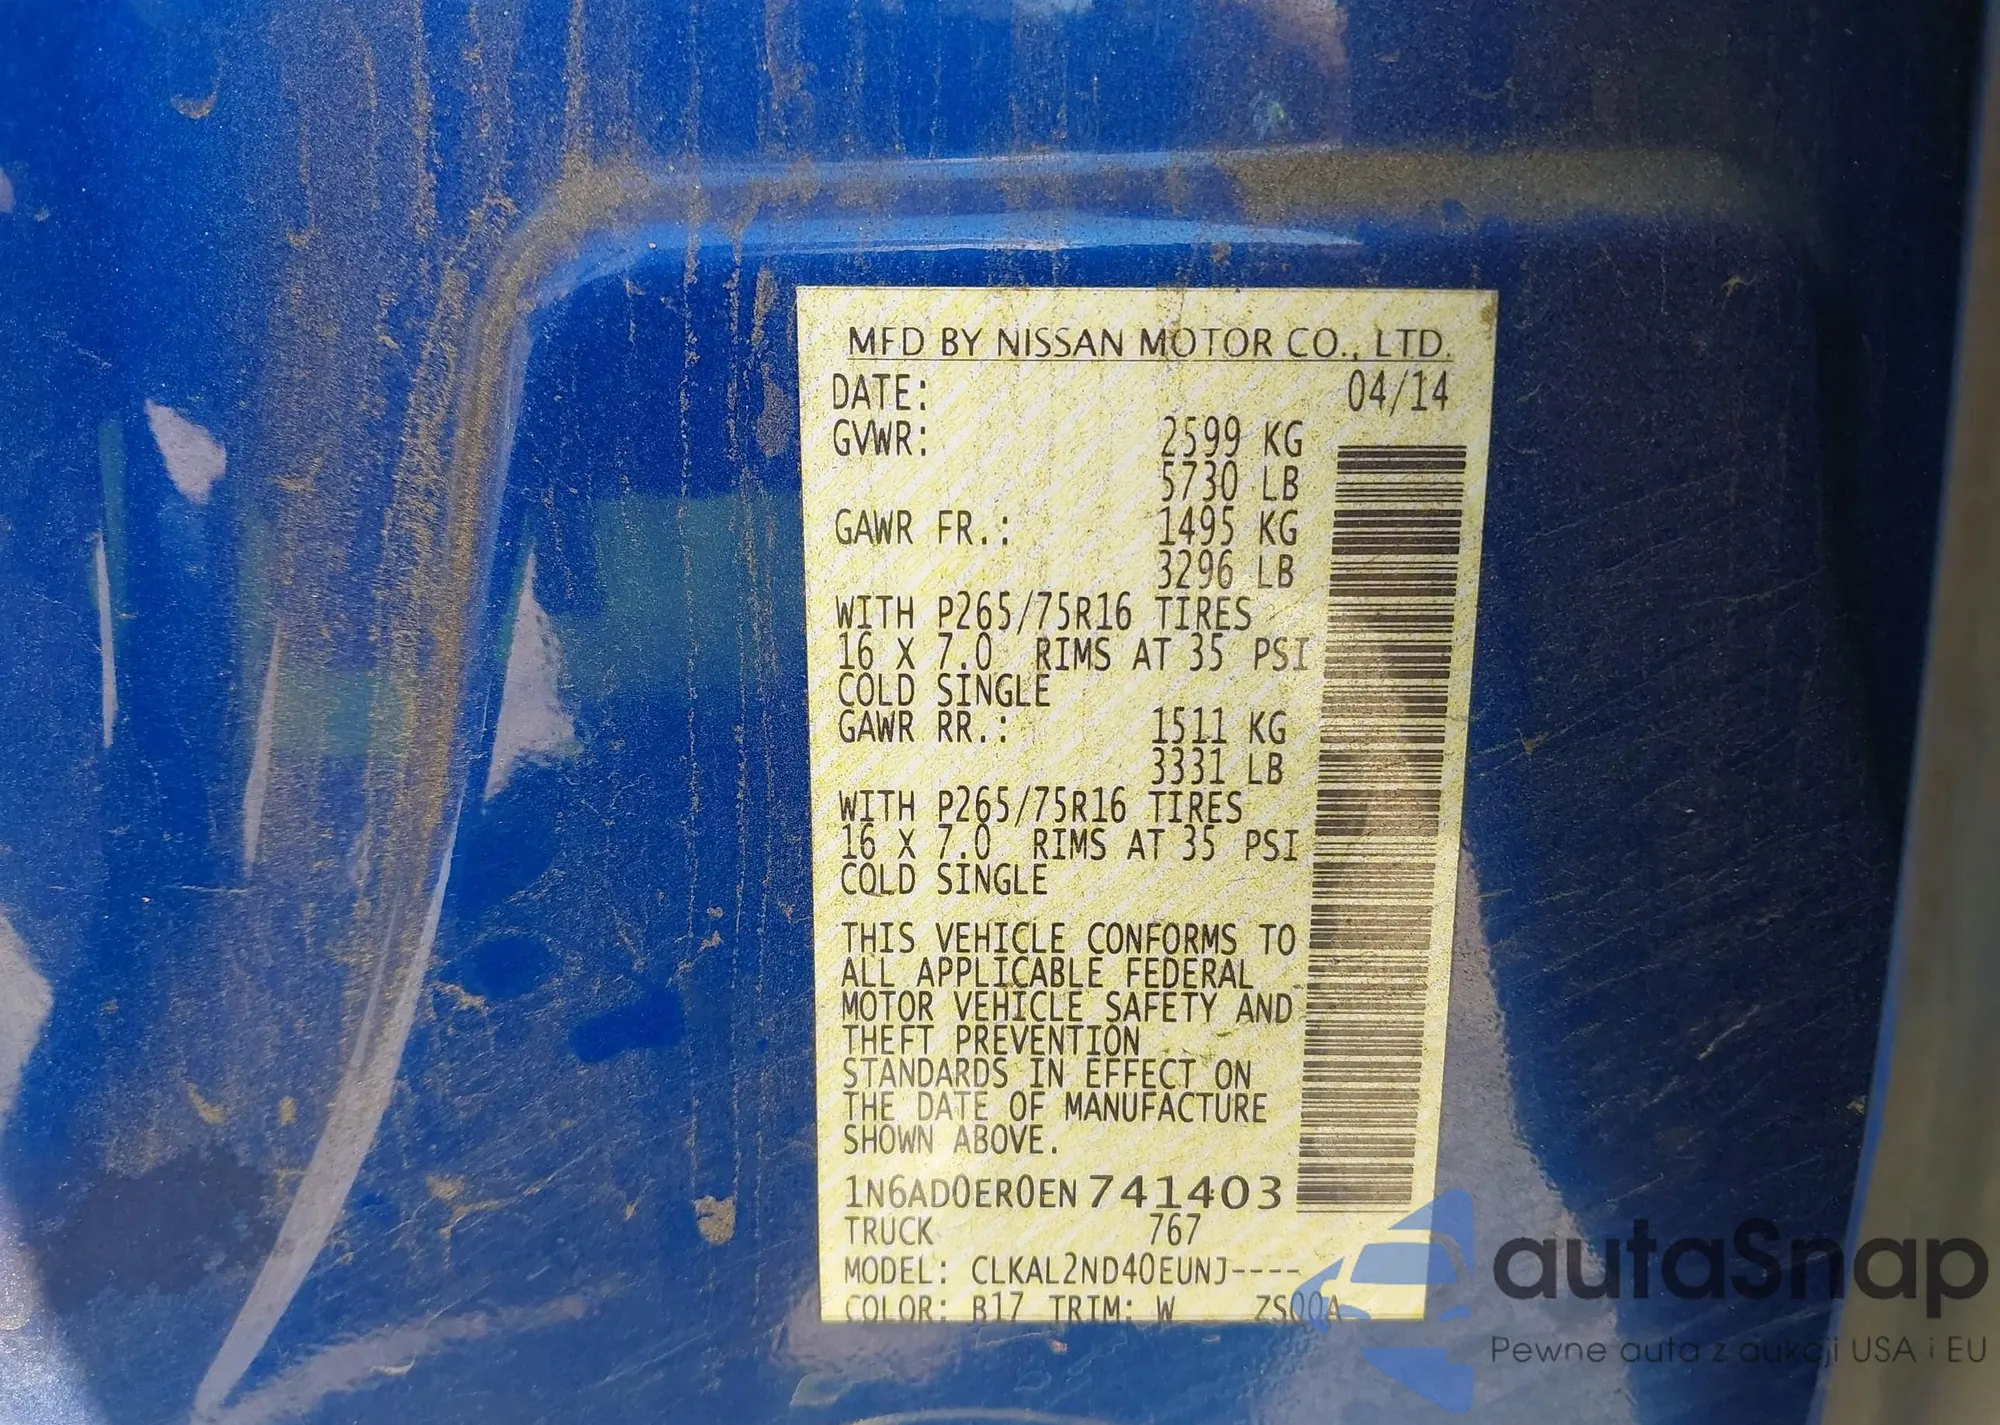 MFD BY NISSAN MOTOR CO., LTD.
DATE: 04/14
GVWR: 2599 KG
5730 LB
GAWR FR.: 1495 KG
3296 LB
WITH P265/75R16 TIRES
16 X 7.0 RIMS AT 35 PSI
COLD SINGLE
GAWR RR.: 1511 KG
3331 LB
WITH P265/75R16 TIRES
16 X 7.0 RIMS AT 35 PSI
COLD SINGLE
THIS VEHICLE CONFORMS TO
ALL APPLICABLE FEDERAL
MOTOR VEHICLE SAFETY AND
THEFT PREVENTION
STANDARDS IN EFFECT ON
THE DATE OF MANUFACTURE
SHOWN ABOVE.
1N6AD0ER0EN741403
TRUCK 767
MODEL: CLKAL2ND40EUNJ----
COLOR: B17 TRIM: W ZS00A
autaSnap
Pewne auta z aukcji USA i EU